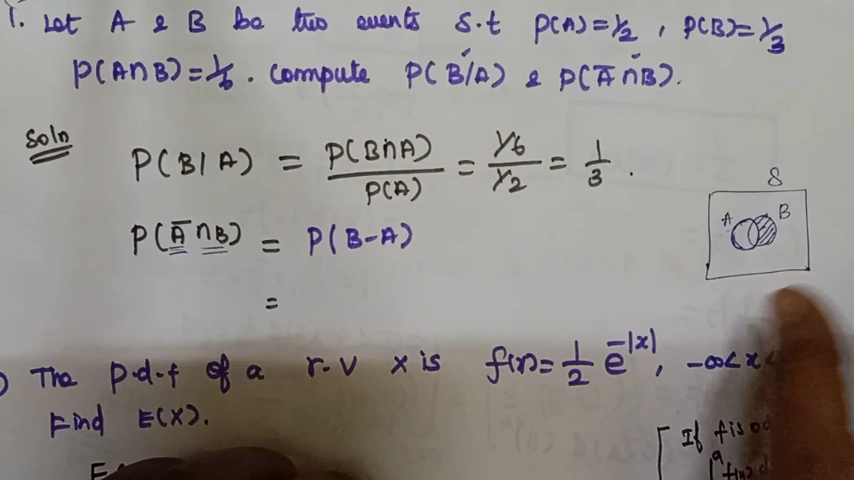 1. Let A & B be two events s.t P(A)=1/2, P(B)=1/3
P(A∩B)=1/6. compute P(B/A) & P(A̅∩B).
Soln
P(B/A) = P(B∩A)/P(A) = 1/6 / 1/2 = 1/3.
S
A B
P(A̅∩B) = P(B-A)
=
) The p.d.f of a r.v X is f(x)=1/2 e^-|x|, -∞<x<
Find E(X).
If f is od